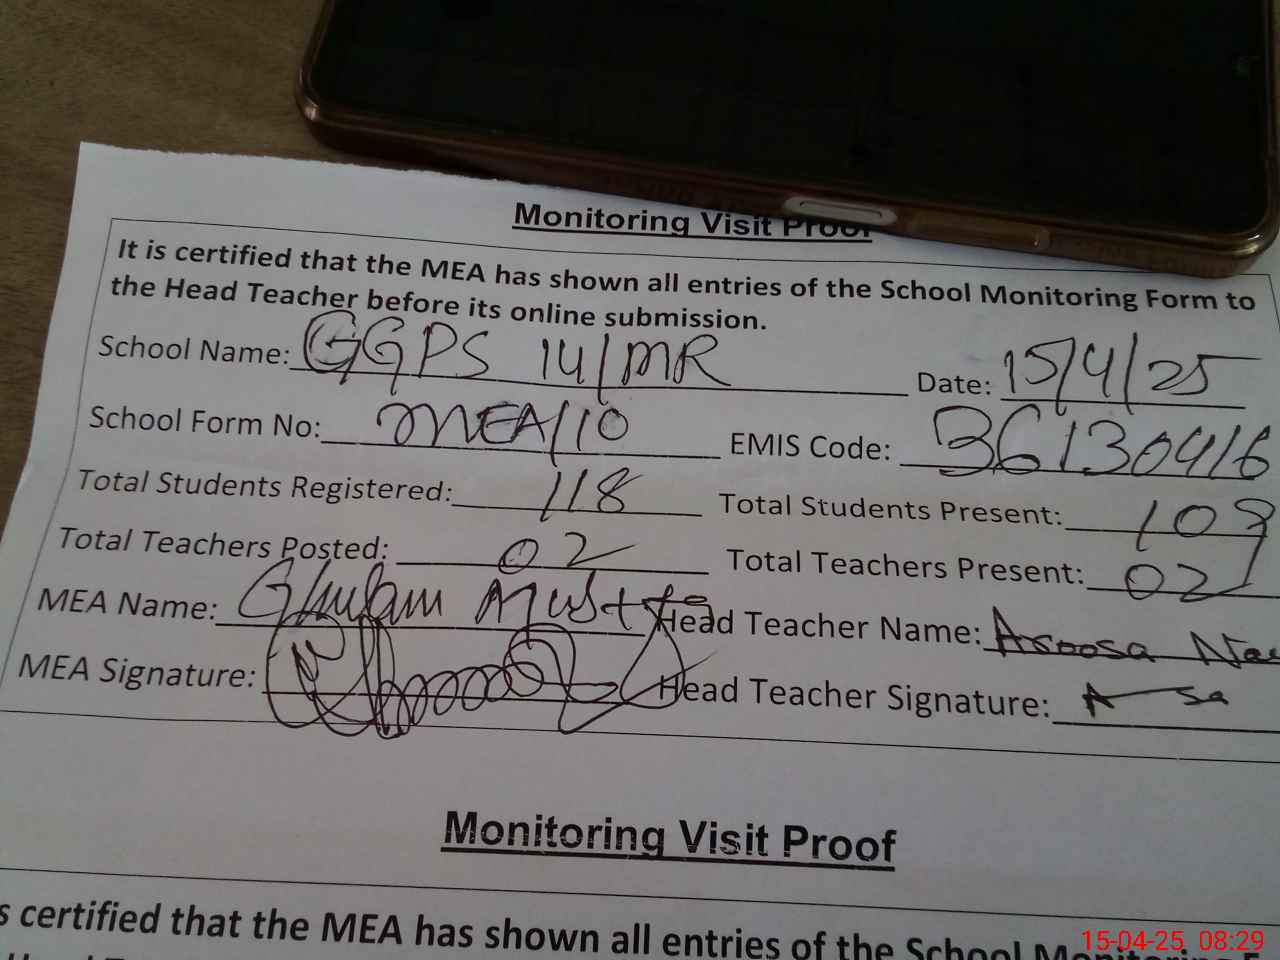 Monitoring Visit Proof
It is certified that the MEA has shown all entries of the School Monitoring Form to
the Head Teacher before its online submission.
School Name: GGPS 14/MR Date: 15/4/25
School Form No: MEA/10 EMIS Code: 36130416
Total Students Registered: 118 Total Students Present: 109
Total Teachers Posted: 02 Total Teachers Present: 02
MEA Name: Ghulam Mustafa Head Teacher Name: Aroosa
MEA Signature: Head Teacher Signature:
Monitoring Visit Proof
s certified that the MEA has shown all entries of the School Monitoring F
15-04-25 08:29